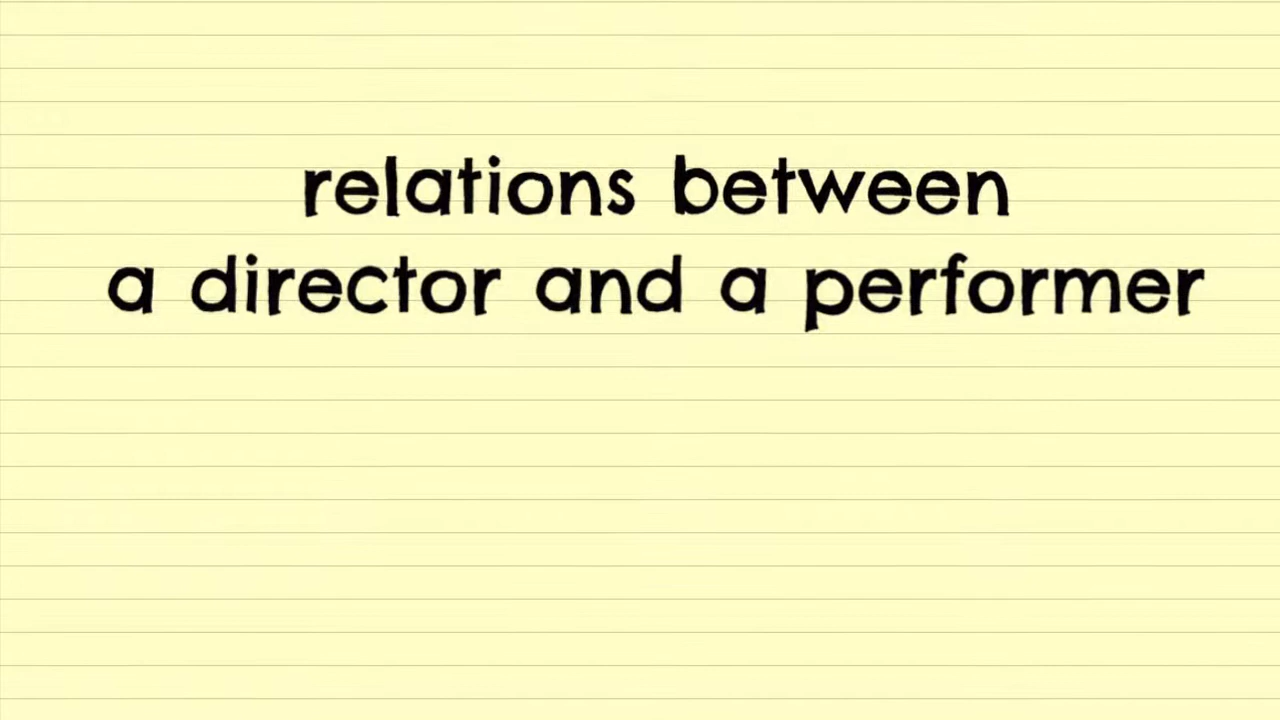 relations between
a director and a performer